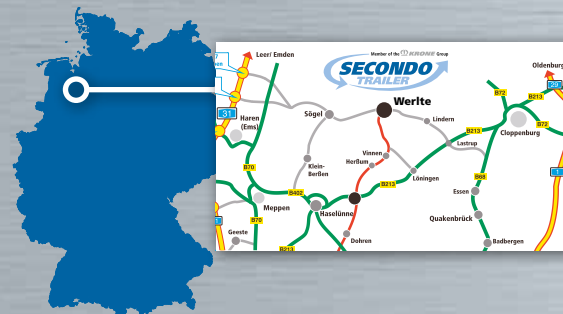 Leer/ Emden
Member of the KRONE Group
SECONDO
TRAILER
Oldenburg
29
B213
B72
31
Haren
(Ems)
Sögel
Werlte
Lindern
B213
B72
Cloppenburg
Lastrup
Vinnen
Herßum
Klein-
Berßen
B70
Löningen
B68
1
B402
B213
Essen
Meppen
Haselünne
Quakenbrück
B70
Geeste
Dohren
Badbergen
B213